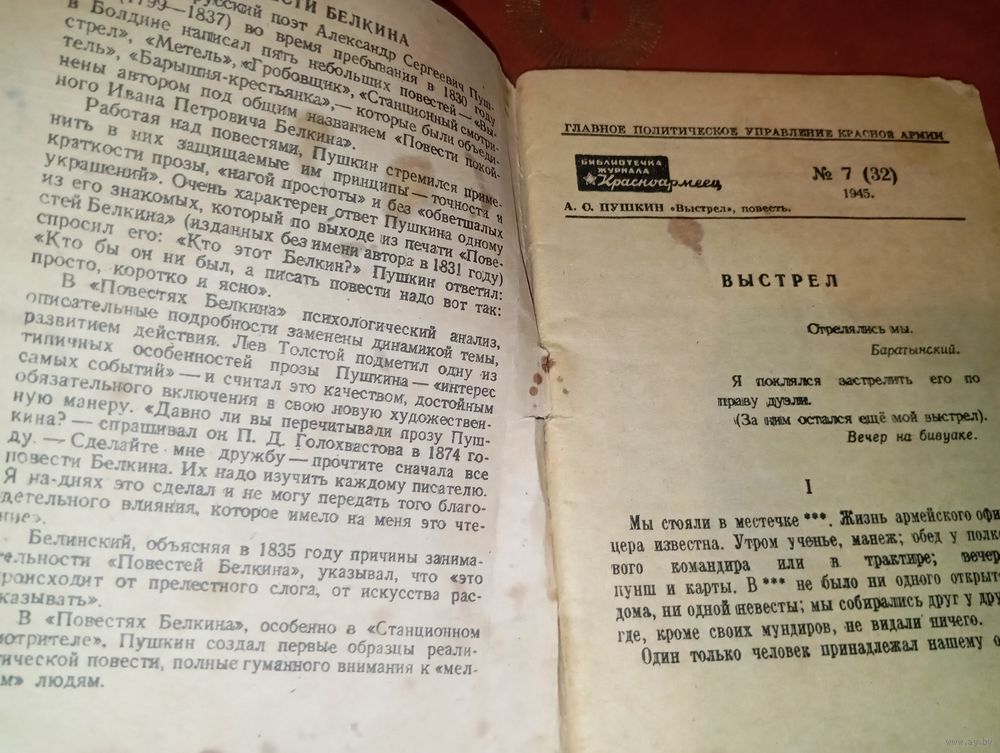 ПОВЕСТИ БЕЛКИНА
русский поэт Александр Сергеевич Пуш-
(1799—1837) во время пребывания в 1830 году
в Болдине написал пять небольших повестей — «Вы-
стрел», «Метель», «Гробовщик», «Станционный смотри-
тель», «Барышня-крестьянка»,— которые были объеди-
нены автором под общим названием «Повести покой-
ного Ивана Петровича Белкина».
Работая над повестями, Пушкин стремился приме-
нить в них защищаемые им принципы — точности и
краткости прозы, «нагой простоты» и без «обветшалых
украшений». Очень характерен ответ Пушкина одному
из его знакомых, который по выходе из печати «Пове-
стей Белкина» (изданных без имени автора в 1831 году)
спросил его: «Кто этот Белкин?» Пушкин ответил:
«Кто бы он ни был, а писать повести надо вот так:
просто, коротко и ясно».
В «Повестях Белкина» психологический анализ,
описательные подробности заменены динамикой темы,
развитием действия. Лев Толстой подметил одну из
типичных особенностей прозы Пушкина — «интерес
самых событий» — и считал это качеством, достойным
обязательного включения в свою новую художествен-
ную манеру. «Давно ли вы перечитывали прозу Пуш-
кина? — спрашивал он П. Д. Голохвастова в 1874 го-
ду. — Сделайте мне дружбу — прочтите сначала все
повести Белкина. Их надо изучить каждому писателю.
Я на-днях это сделал и не могу передать того благо-
детельного влияния, которое имело на меня это чте-
ние».
Белинский, объясняя в 1835 году причины занима-
тельности «Повестей Белкина», указывал, что «это
происходит от прелестного слога, от искусства рас-
сказывать».
В «Повестях Белкина», особенно в «Станционном
смотрителе», Пушкин создал первые образцы реали-
тической повести, полные гуманного внимания к «мел-
людям.
ГЛАВНОЕ ПОЛИТИЧЕСКОЕ УПРАВЛЕНИЕ КРАСНОЙ АРМИИ
БИБЛИОТЕЧКА
ЖУРНАЛА
Красноармеец
№ 7 (32)
1945.
А. С. ПУШКИН «Выстрел», повесть.
ВЫСТРЕЛ
Стрелялись мы.
Баратынский.
Я поклялся застрелить его по
праву дуэли.
(За ним остался ещё мой выстрел).
Вечер на бивуаке.
I
Мы стояли в местечке ***. Жизнь армейского офи
цера известна. Утром ученье, манеж; обед у полко
вого командира или в трактире; вечер
пунш и карты. В *** не было ни одного открыт
дома, ни одной невесты; мы собирались друг у дру
где, кроме своих мундиров, не видали ничего.
Один только человек принадлежал нашему о
www.ay.by